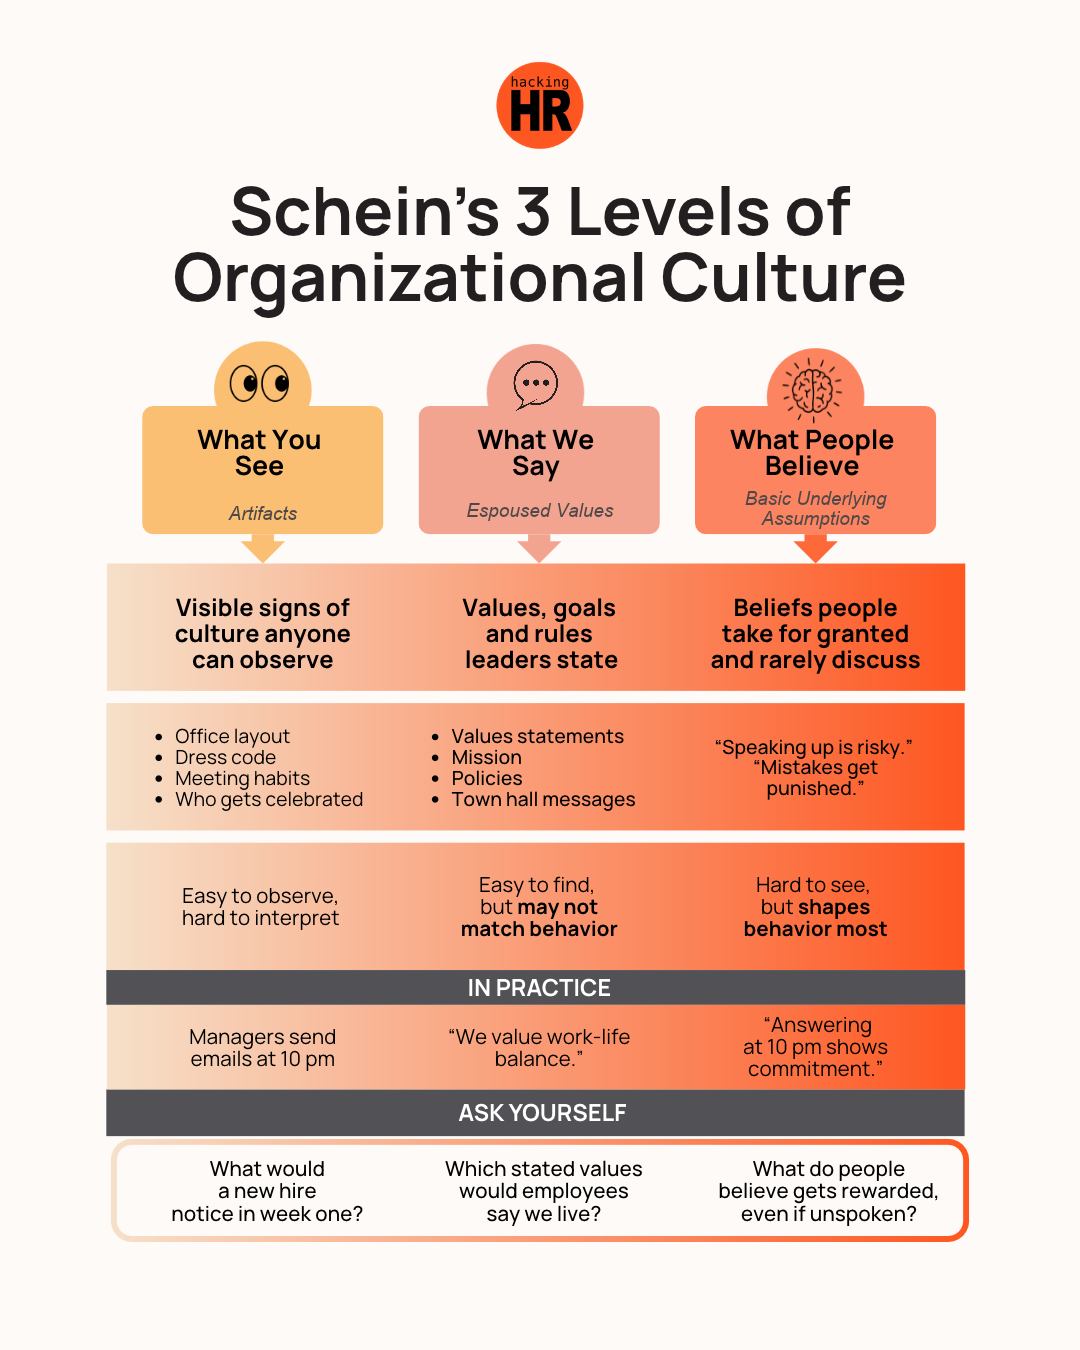 hacking
HR
Schein's 3 Levels of
Organizational Culture
What You
See
Artifacts
What We
Say
Espoused Values
What People
Believe
Basic Underlying
Assumptions
Visible signs of
culture anyone
can observe
Values, goals
and rules
leaders state
Beliefs people
take for granted
and rarely discuss
• Office layout
• Dress code
• Meeting habits
• Who gets celebrated
• Values statements
• Mission
• Policies
• Town hall messages
“Speaking up is risky.”
“Mistakes get
punished.”
Easy to observe,
hard to interpret
Easy to find,
but may not
match behavior
Hard to see,
but shapes
behavior most
IN PRACTICE
Managers send
emails at 10 pm
“We value work-life
balance.”
“Answering
at 10 pm shows
commitment.”
ASK YOURSELF
What would
a new hire
notice in week one?
Which stated values
would employees
say we live?
What do people
believe gets rewarded,
even if unspoken?